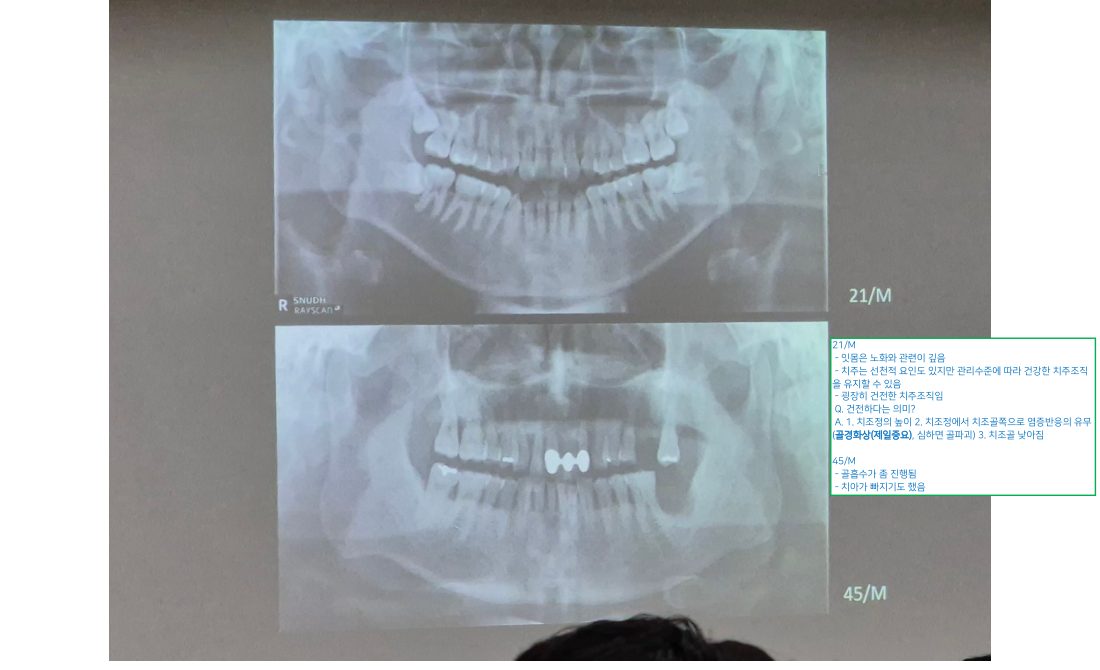 R SNUDH
RAYSCAN
21/M
21/M
- 잇몸은 노화와 관련이 깊음
- 치주는 선천적 요인도 있지만 관리수준에 따라 건강한 치주조직
을 유지할 수 있음
- 굉장히 건전한 치주조직임
Q. 건전하다는 의미?
A. 1. 치조정의 높이 2. 치조정에서 치조골쪽으로 염증반응의 유무
(골경화상(제일중요), 심하면 골파괴) 3. 치조골 낮아짐
45/M
- 골흡수가 좀 진행됨
- 치아가 빠지기도 했음
45/M